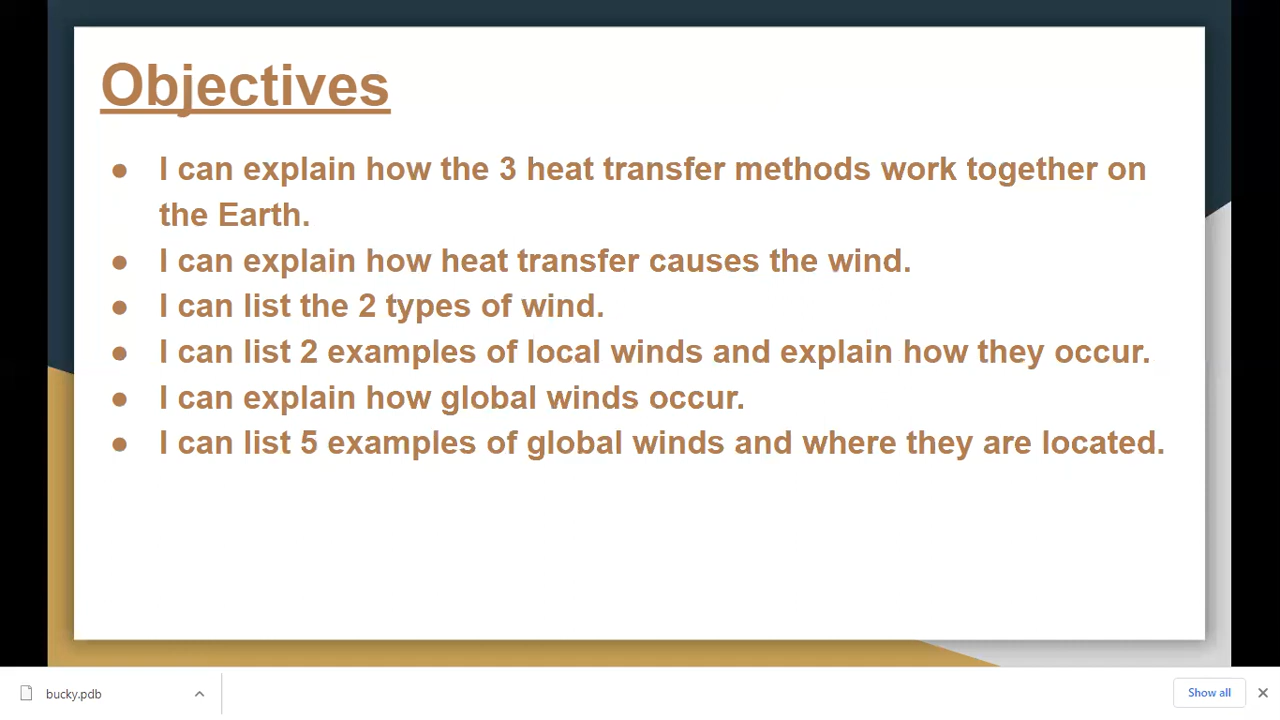 Objectives
● I can explain how the 3 heat transfer methods work together on
the Earth.
● I can explain how heat transfer causes the wind.
● I can list the 2 types of wind.
● I can list 2 examples of local winds and explain how they occur.
● I can explain how global winds occur.
● I can list 5 examples of global winds and where they are located.
bucky.pdb
Show all